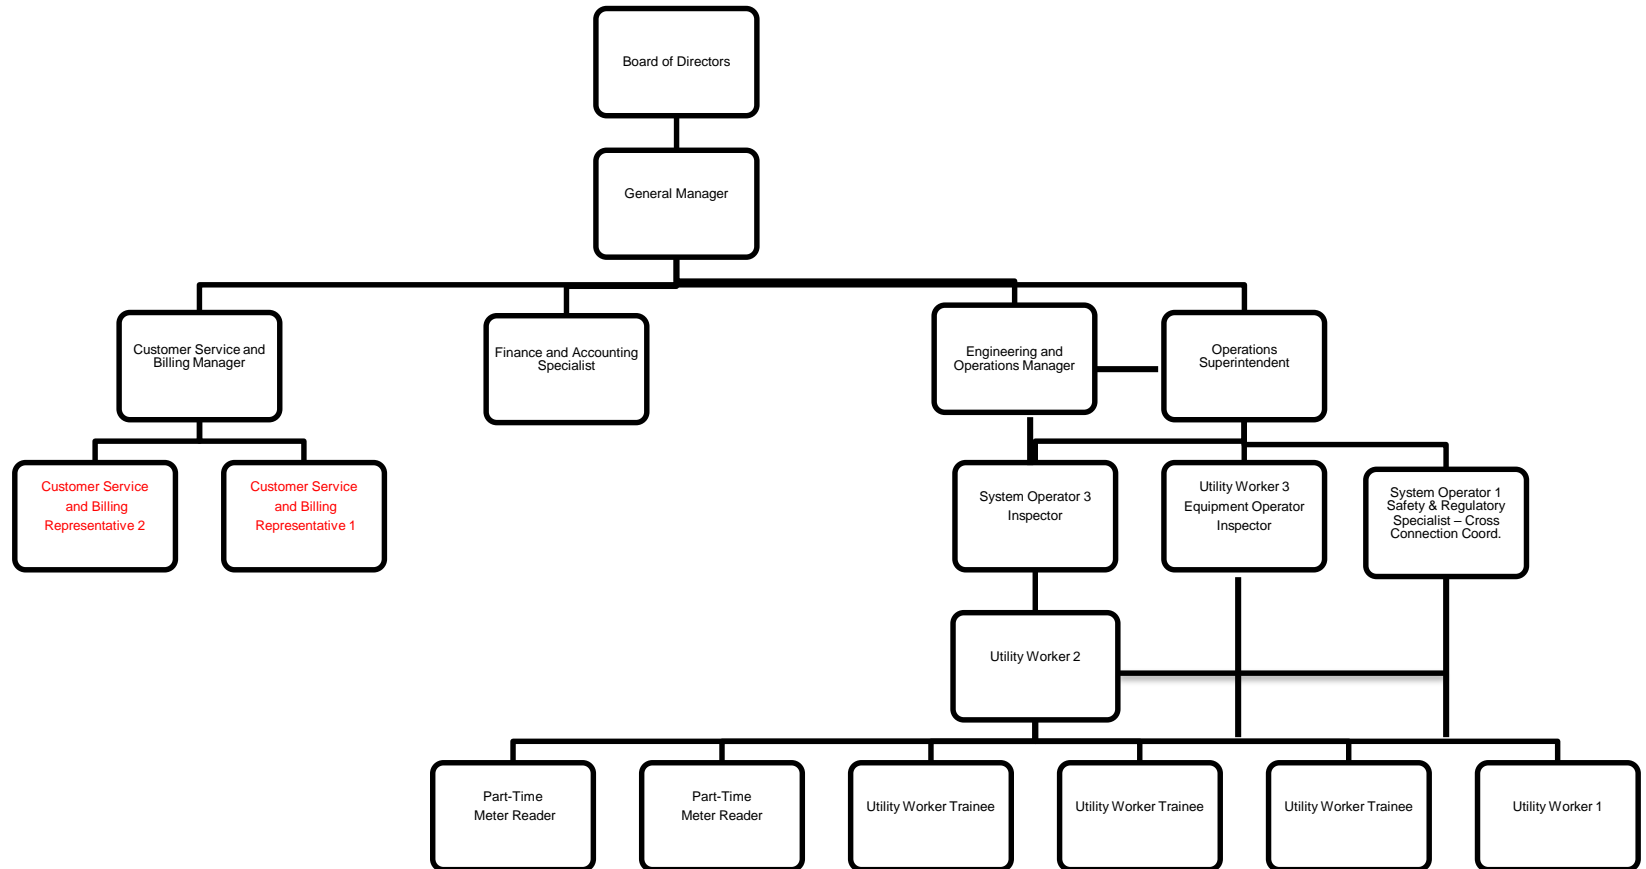 Board of Directors
General Manager
Customer Service and
Billing Manager
Finance and Accounting
Specialist
Engineering and
Operations Manager
Operations
Superintendent
Customer Service
and Billing
Representative 2
Customer Service
and Billing
Representative 1
System Operator 3
Inspector
Utility Worker 3
Equipment Operator
Inspector
System Operator 1
Safety & Regulatory
Specialist – Cross
Connection Coord.
Utility Worker 2
Part-Time
Meter Reader
Part-Time
Meter Reader
Utility Worker Trainee
Utility Worker Trainee
Utility Worker Trainee
Utility Worker 1